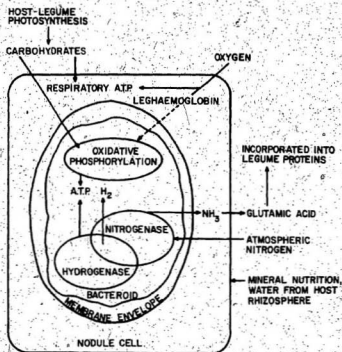 HOST-LEGUME
PHOTOSYNTHESIS
CARBOHYDRATES
OXYGEN
RESPIRATORY A.T.P.
LEGHAEMOGLOBIN
OXIDATIVE
PHOSPHORYLATION
INCORPORATED INTO
LEGUME PROTEINS
A.T.P. H2
NH3
GLUTAMIC ACID
NITROGENASE
ATMOSPHERIC
NITROGEN
HYDROGENASE
MINERAL NUTRITION,
WATER FROM HOST
RHIZOSPHERE
BACTEROID
MEMBRANE ENVELOPE
NODULE CELL